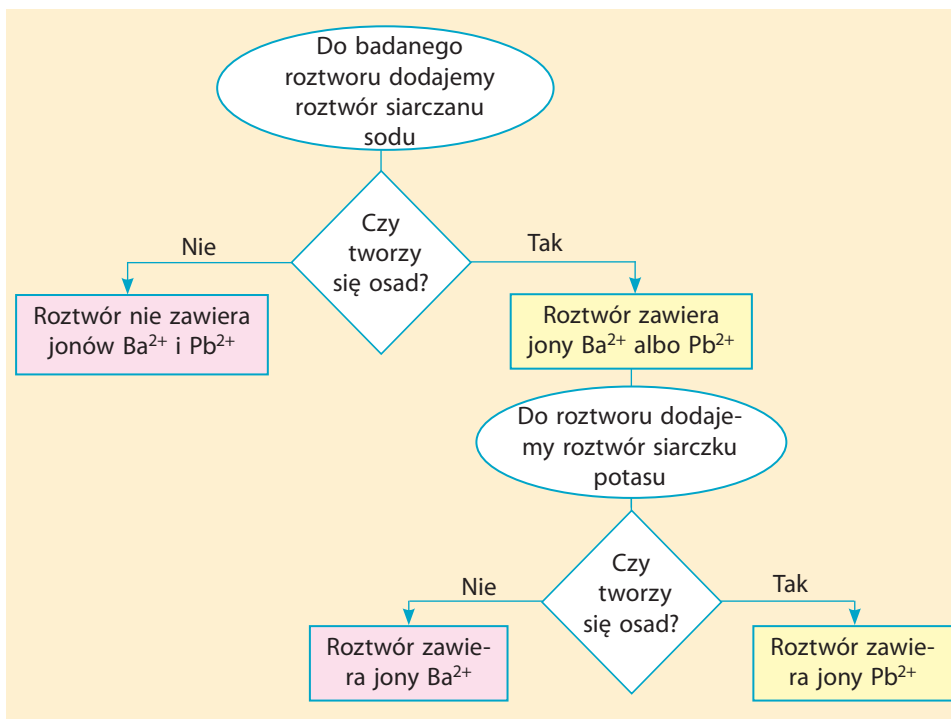 Do badanego
roztworu dodajemy
roztwór siarczanu
sodu
Czy
tworzy
się osad?
Nie
Tak
Roztwór nie zawiera
jonów Ba²⁺ i Pb²⁺
Roztwór zawiera
jony Ba²⁺ albo Pb²⁺
Do roztworu dodaje-
my roztwór siarczku
potasu
Czy
tworzy
się osad?
Nie
Tak
Roztwór zawie-
ra jony Ba²⁺
Roztwór zawie-
ra jony Pb²⁺